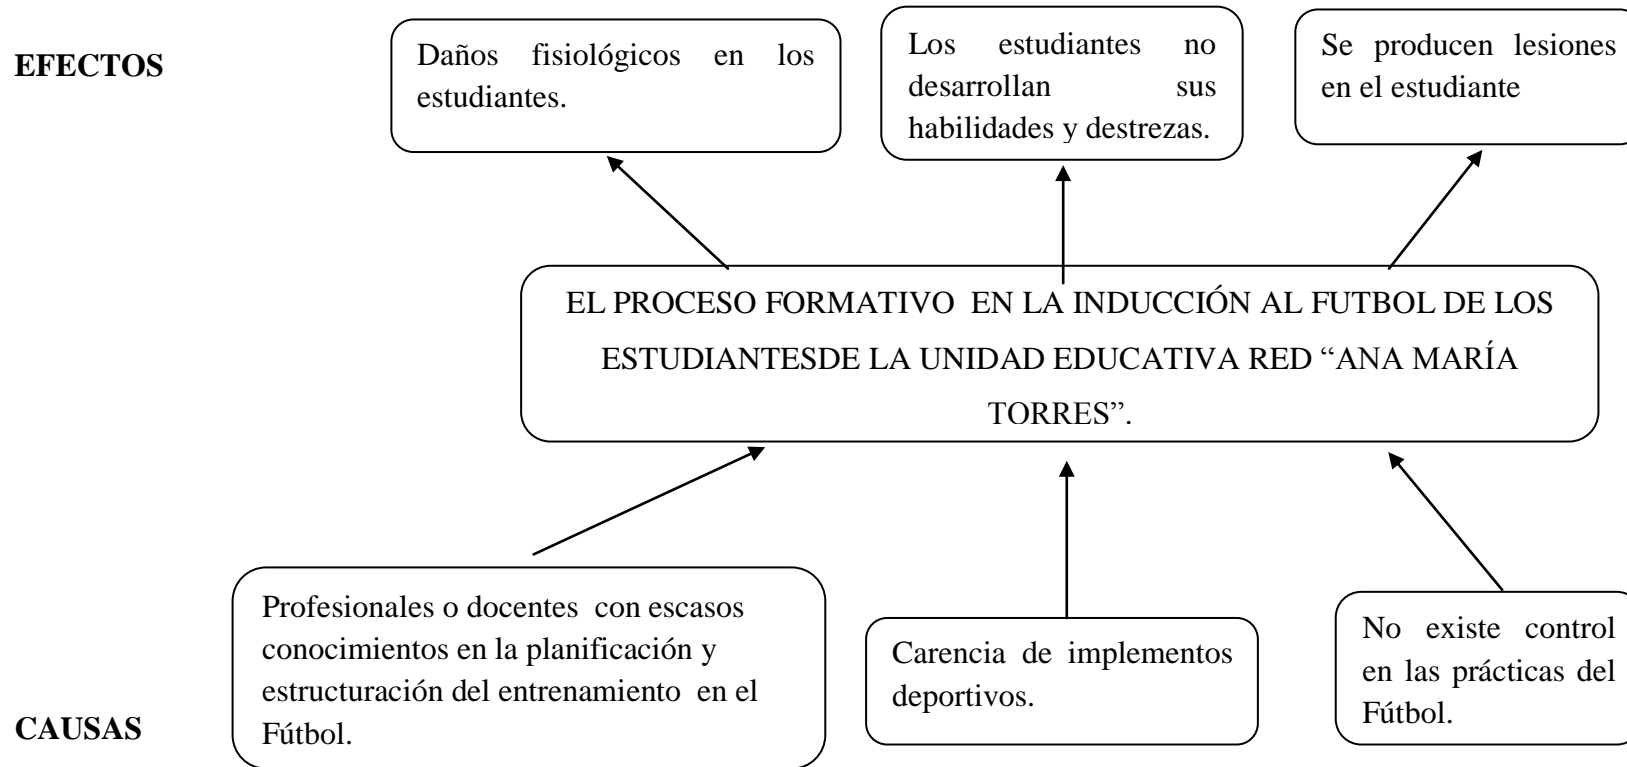 EFECTOS
Daños fisiológicos en los
estudiantes.
Los estudiantes no
desarrollan sus
habilidades y destrezas.
Se producen lesiones
en el estudiante
EL PROCESO FORMATIVO EN LA INDUCCIÓN AL FUTBOL DE LOS
ESTUDIANTESDE LA UNIDAD EDUCATIVA RED “ANA MARÍA
TORRES”.
Profesionales o docentes con escasos
conocimientos en la planificación y
estructuración del entrenamiento en el
Fútbol.
Carencia de implementos
deportivos.
No existe control
en las prácticas del
Fútbol.
CAUSAS